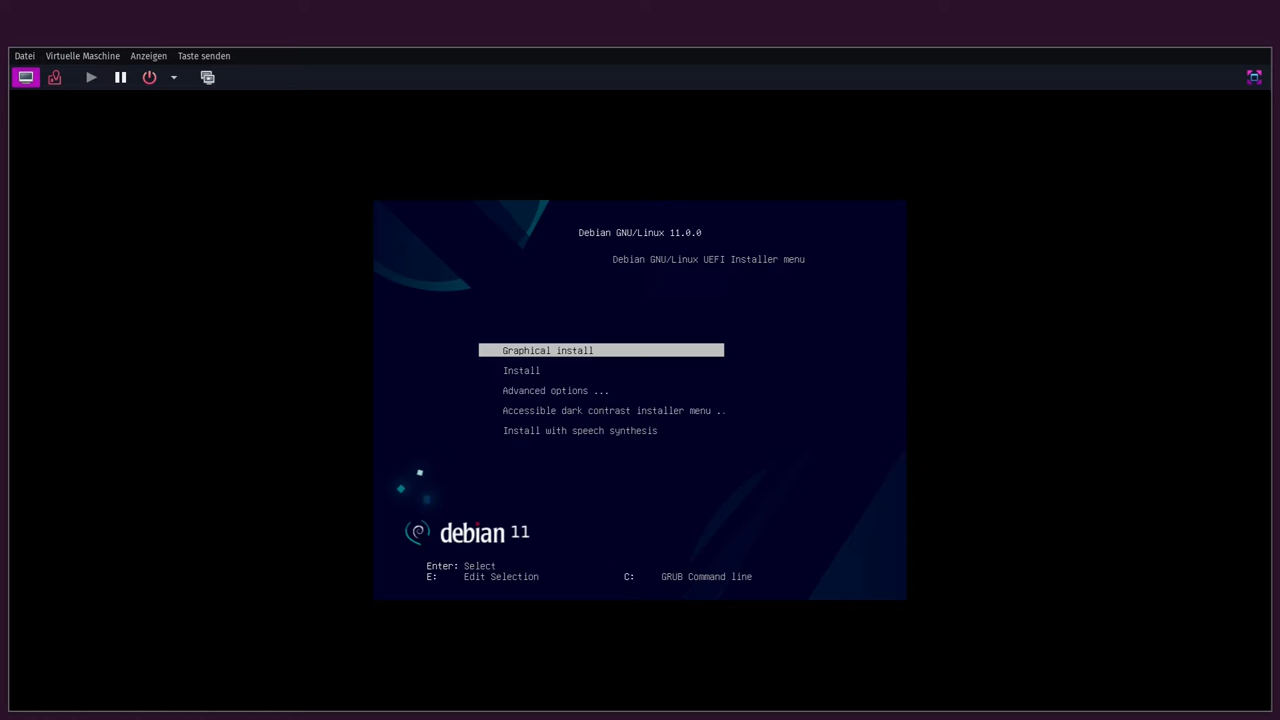 Datei Virtuelle Maschine Anzeigen Taste senden
Debian GNU/Linux 11.0.0
Debian GNU/Linux UEFI Installer menu
Graphical install
Install
Advanced options ...
Accessible dark contrast installer menu ..
Install with speech synthesis
debian 11
Enter: Select
E: Edit Selection C: GRUB Command line